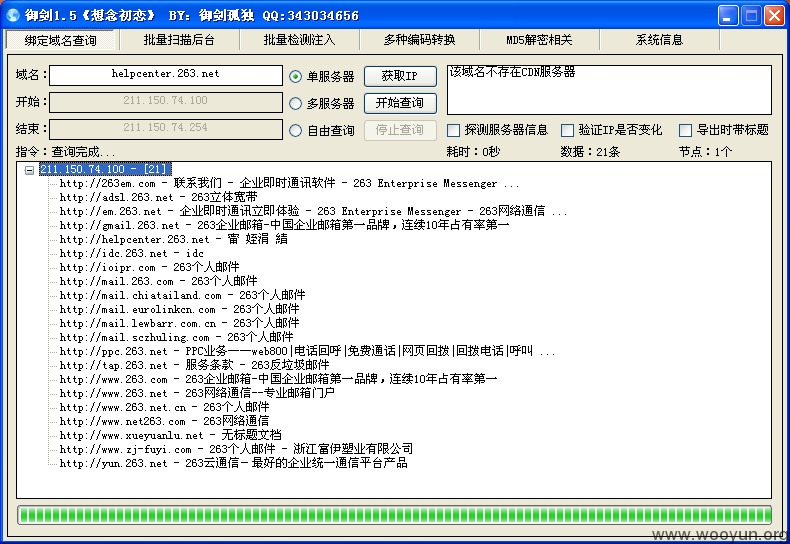 御剑1.5《想念初恋》 BY: 御剑孤独 QQ:343034656
绑定域名查询 批量扫描后台 批量检测注入 多种编码转换 MD5解密相关 系统信息
域名: helpcenter.263.net 单服务器 获取IP 该域名不存在CDN服务器
开始: 211.150.74.100 多服务器 开始查询
结束: 211.150.74.254 自由查询 停止查询 探测服务器信息 验证IP是否变化 导出时带标题
指令: 查询完成... 耗时:0秒 数据:21条 节点:1个
211.150.74.100 - [21]
http://263em.com - 联系我们 - 企业即时通讯软件 - 263 Enterprise Messenger ...
http://adsl.263.net - 263立体宽带
http://em.263.net - 企业即时通讯立即体验 - 263 Enterprise Messenger - 263网络通信 ...
http://gmail.263.net - 263企业邮箱-中国企业邮箱第一品牌,连续10年占有率第一
http://helpcenter.263.net - 甯 娙涓 績
http://idc.263.net - idc
http://ioipr.com - 263个人邮件
http://mail.263.com - 263个人邮件
http://mail.chiatailand.com - 263个人邮件
http://mail.eurolinkcn.com - 263个人邮件
http://mail.lewbarr.com.cn - 263个人邮件
http://mail.sczhuling.com - 263个人邮件
http://ppc.263.net - PPC业务——web800|电话回呼|免费通话|网页回拨|回拨电话|呼叫 ...
http://tap.263.net - 服务条款 - 263反垃圾邮件
http://www.263.com - 263企业邮箱-中国企业邮箱第一品牌,连续10年占有率第一
http://www.263.net - 263网络通信--专业邮箱门户
http://www.263.net.cn - 263个人邮件
http://www.net263.com - 263网络通信
http://www.xueyuanlu.net - 无标题文档
http://www.zj-fuyi.com - 263个人邮件 - 浙江富伊塑业有限公司
http://yun.263.net - 263云通信- 最好的企业统一通信平台产品
www.wooyun.org